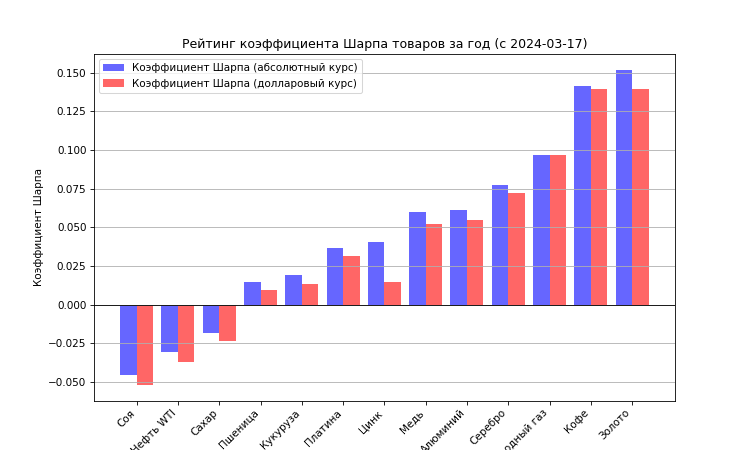 Рейтинг коэффициента Шарпа товаров за год (с 2024-03-17)
Коэффициент Шарпа (абсолютный курс)
Коэффициент Шарпа (долларовый курс)
Коэффициент Шарпа
0.150
0.125
0.100
0.075
0.050
0.025
0.000
−0.025
−0.050
Соя
Нефть WTI
Сахар
Пшеница
Кукуруза
Платина
Цинк
Медь
Алюминий
Серебро
газ
Кофе
Золото